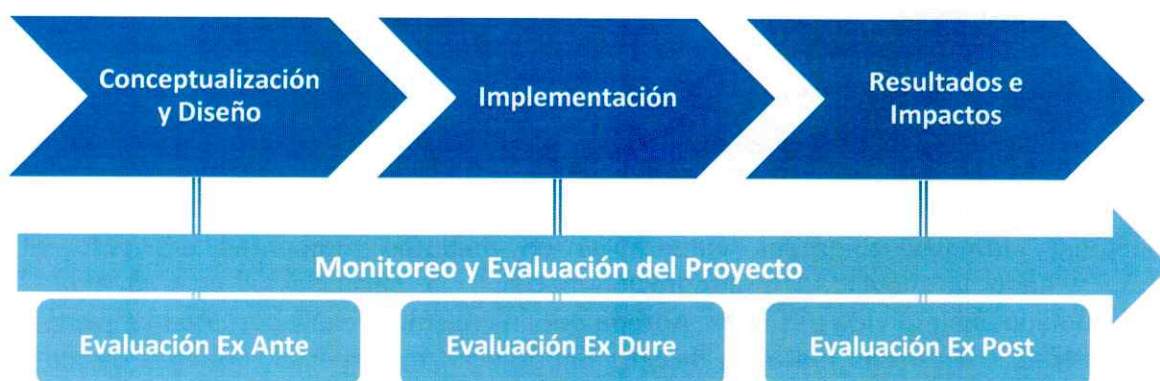 Conceptualización
y Diseño
Implementación
Resultados e
Impactos
Monitoreo y Evaluación del Proyecto
Evaluación Ex Ante
Evaluación Ex Dure
Evaluación Ex Post